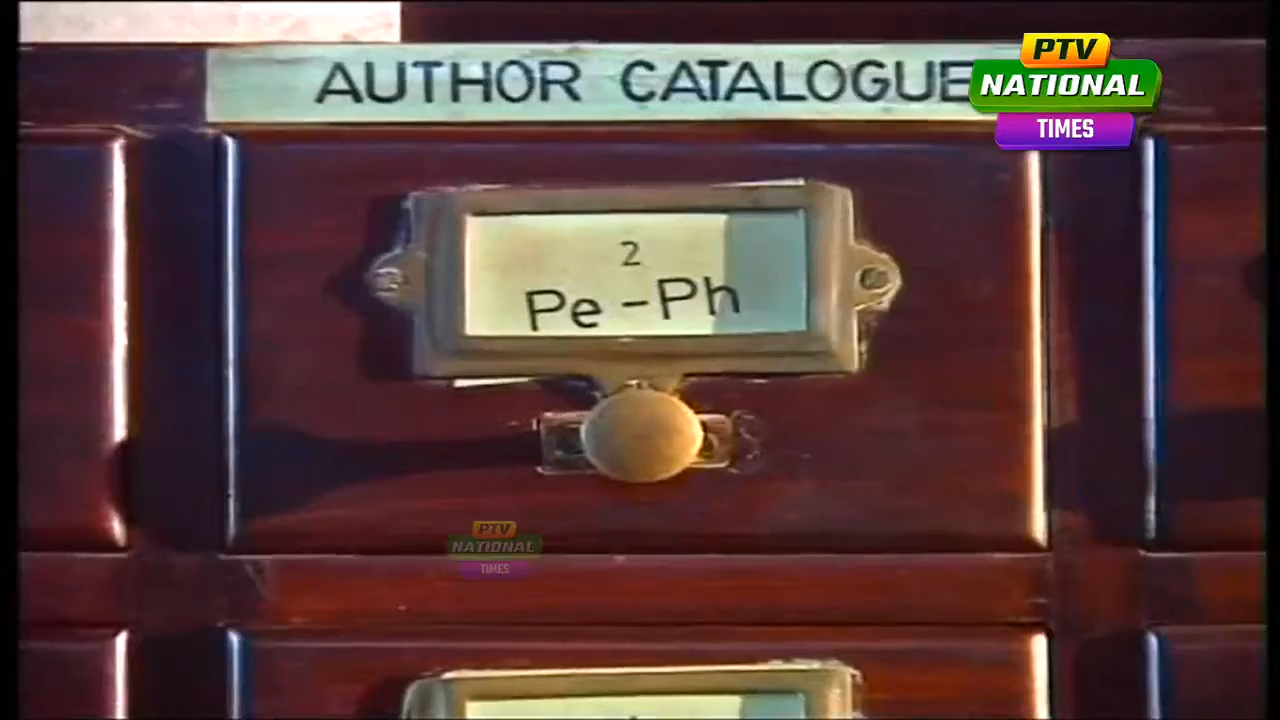 AUTHOR CATALOGUE
PTV
NATIONAL
TIMES
2
Pe-Ph
PTV
NATIONAL
TIMES